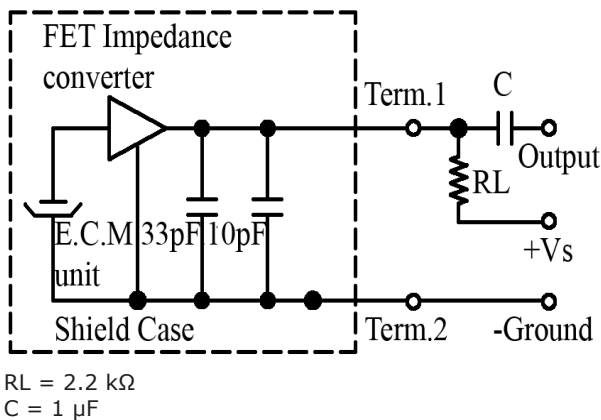 FET Impedance
converter
Term.1
C
Output
RL
+Vs
E.C.M 33pF 10pF
unit
Shield Case
Term.2
-Ground
RL = 2.2 kΩ
C = 1 µF